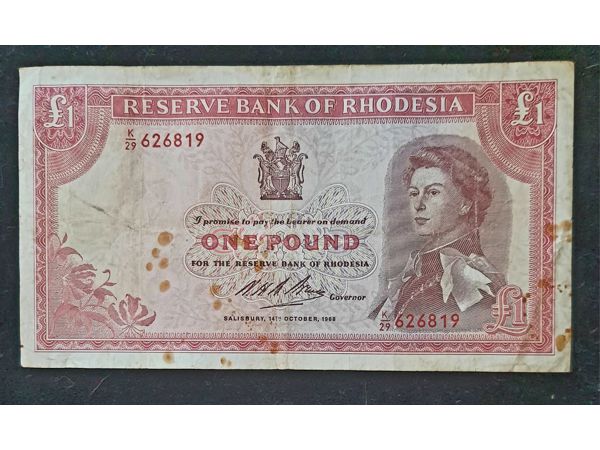 RESERVE BANK OF RHODESIA
£1
£1
K/29 626819
I promise to pay the bearer on demand
ONE POUND
FOR THE RESERVE BANK OF RHODESIA
Governor
SALISBURY, 14TH OCTOBER, 1968
K/29 626819
£1